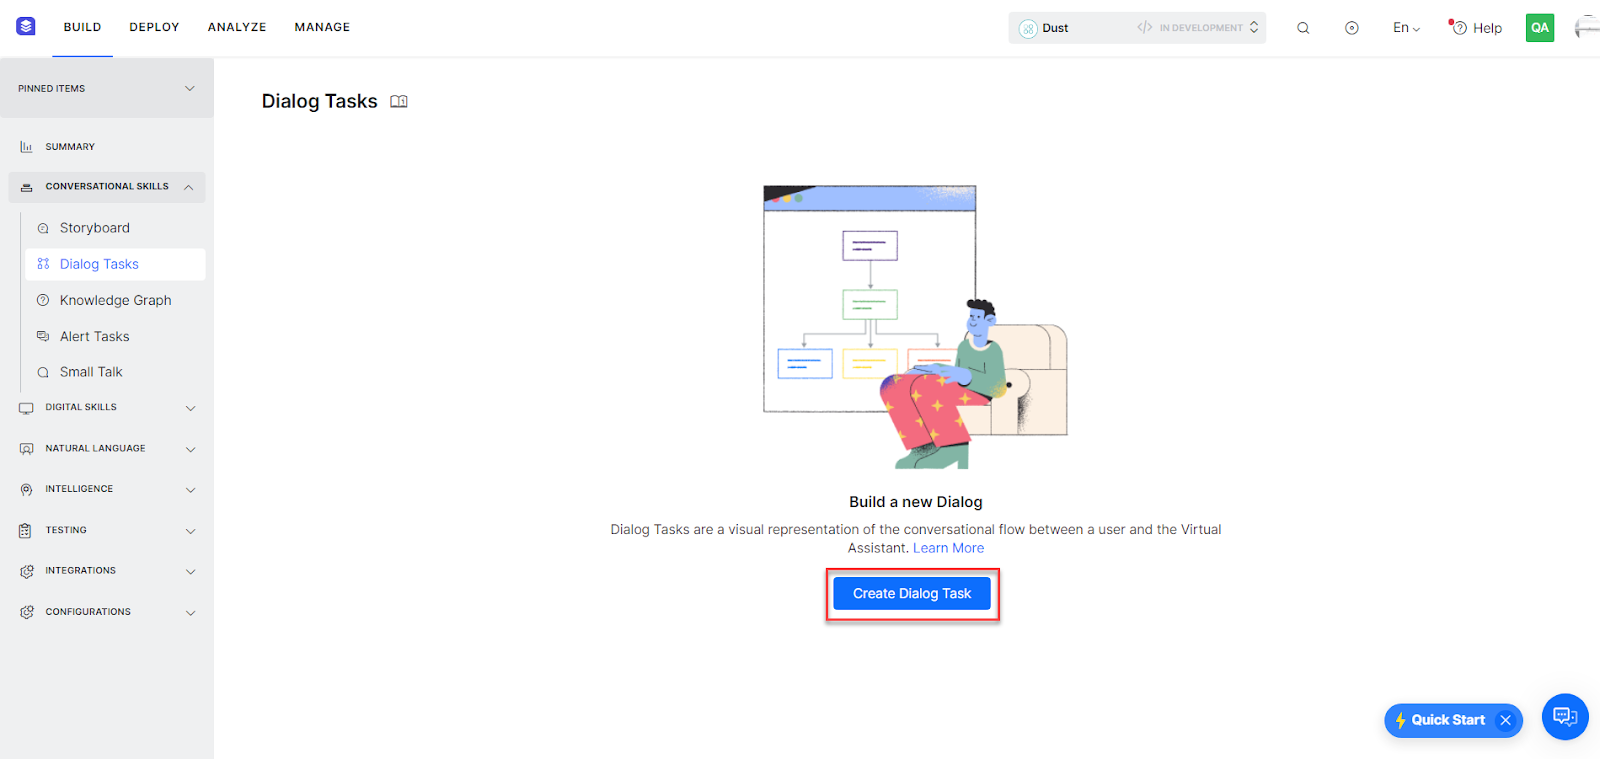 BUILD DEPLOY ANALYZE MANAGE Dust </> IN DEVELOPMENT En Help QA
PINNED ITEMS
SUMMARY
CONVERSATIONAL SKILLS
Storyboard
Dialog Tasks
Knowledge Graph
Alert Tasks
Small Talk
DIGITAL SKILLS
NATURAL LANGUAGE
INTELLIGENCE
TESTING
INTEGRATIONS
CONFIGURATIONS
Dialog Tasks
Build a new Dialog
Dialog Tasks are a visual representation of the conversational flow between a user and the Virtual
Assistant. Learn More
Create Dialog Task
Quick Start